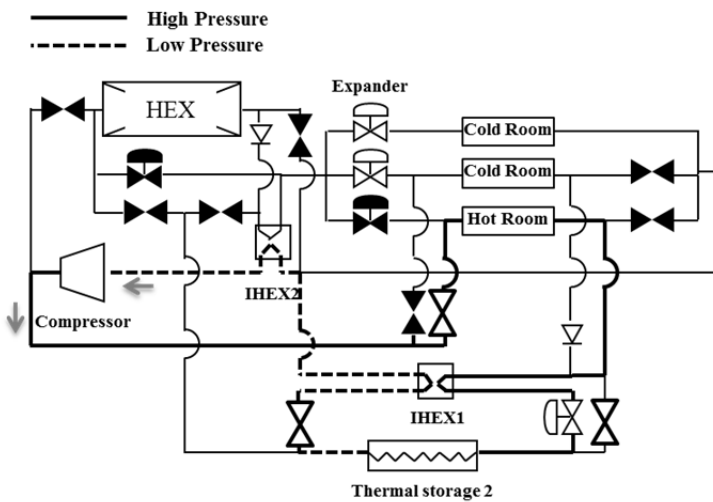 High Pressure
Low Pressure
Expander
HEX
Cold Room
Cold Room
Hot Room
IHEX2
Compressor
IHEX1
Thermal storage 2